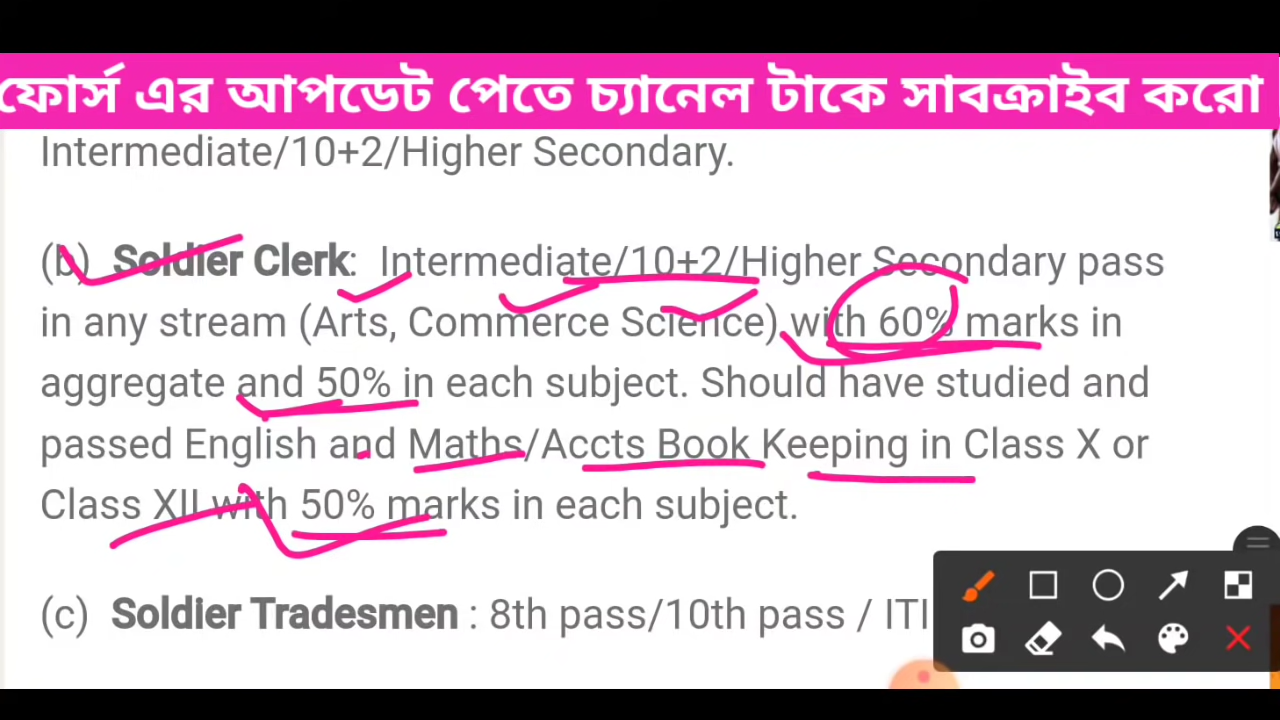 ফোর্স এর আপডেট পেতে চ্যানেল টাকে সাবক্রাইব করো
Intermediate/10+2/Higher Secondary.
(b) Soldier Clerk: Intermediate/10+2/Higher Secondary pass
in any stream (Arts, Commerce Science) with 60% marks in
aggregate and 50% in each subject. Should have studied and
passed English and Maths/Accts Book Keeping in Class X or
Class XII with 50% marks in each subject.
(c) Soldier Tradesmen : 8th pass/10th pass / ITI